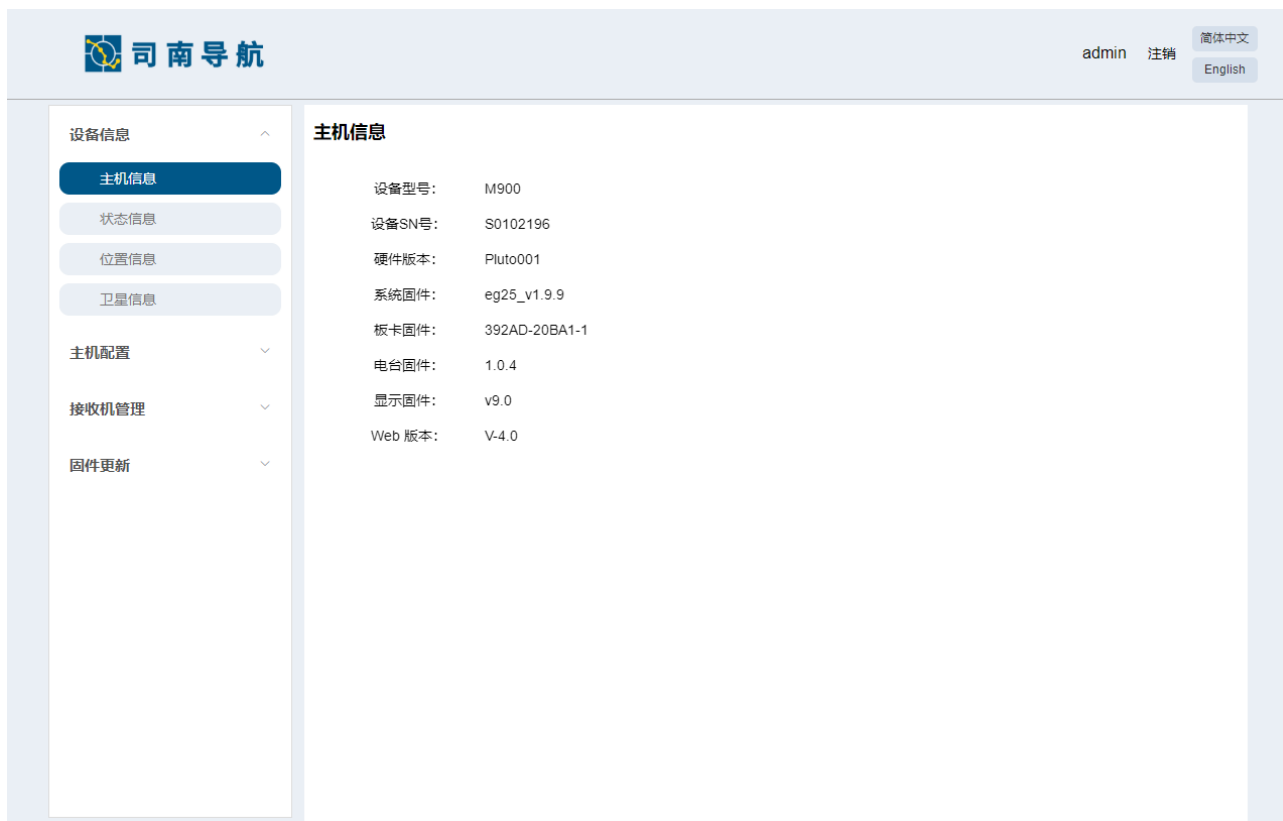 司南导航
admin 注销
简体中文
English
设备信息
主机信息
状态信息
位置信息
卫星信息
主机配置
接收机管理
固件更新
主机信息
设备型号： M900
设备SN号： S0102196
硬件版本： Pluto001
系统固件： eg25_v1.9.9
板卡固件： 392AD-20BA1-1
电台固件： 1.0.4
显示固件： v9.0
Web 版本： V-4.0